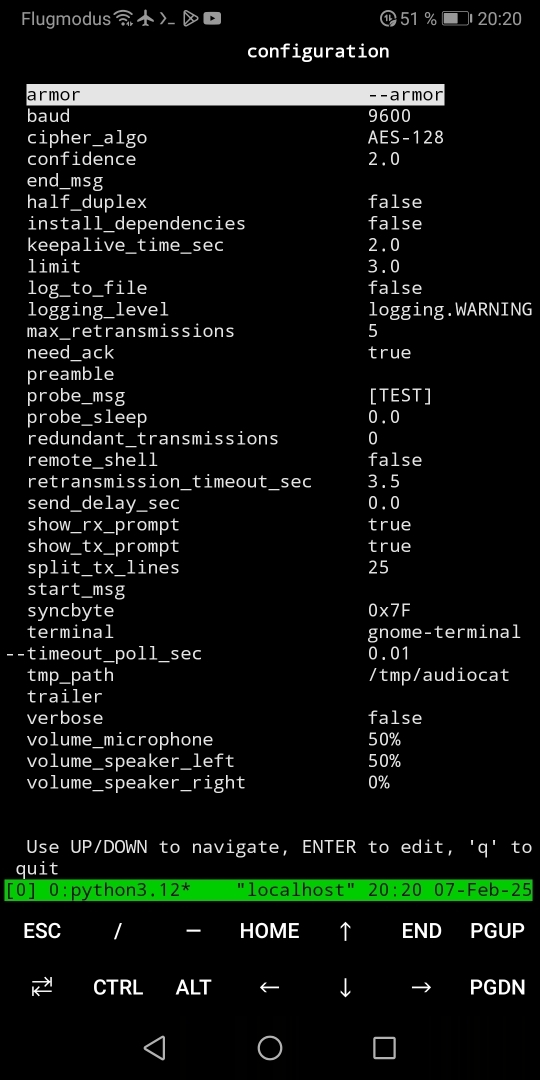 Flugmodus 51 % 20:20
configuration
armor --armor
baud 9600
cipher_algo AES-128
confidence 2.0
end_msg
half_duplex false
install_dependencies false
keepalive_time_sec 2.0
limit 3.0
log_to_file false
logging_level logging.WARNING
max_retransmissions 5
need_ack true
preamble
probe_msg [TEST]
probe_sleep 0.0
redundant_transmissions 0
remote_shell false
retransmission_timeout_sec 3.5
send_delay_sec 0.0
show_rx_prompt true
show_tx_prompt true
split_tx_lines 25
start_msg
syncbyte 0x7F
terminal gnome-terminal
--timeout_poll_sec 0.01
tmp_path /tmp/audiocat
trailer
verbose false
volume_microphone 50%
volume_speaker_left 50%
volume_speaker_right 0%
Use UP/DOWN to navigate, ENTER to edit, 'q' to
quit
[0] 0:python3.12* "localhost" 20:20 07-Feb-25
ESC / — HOME ↑ END PGUP
CTRL ALT ← ↓ → PGDN